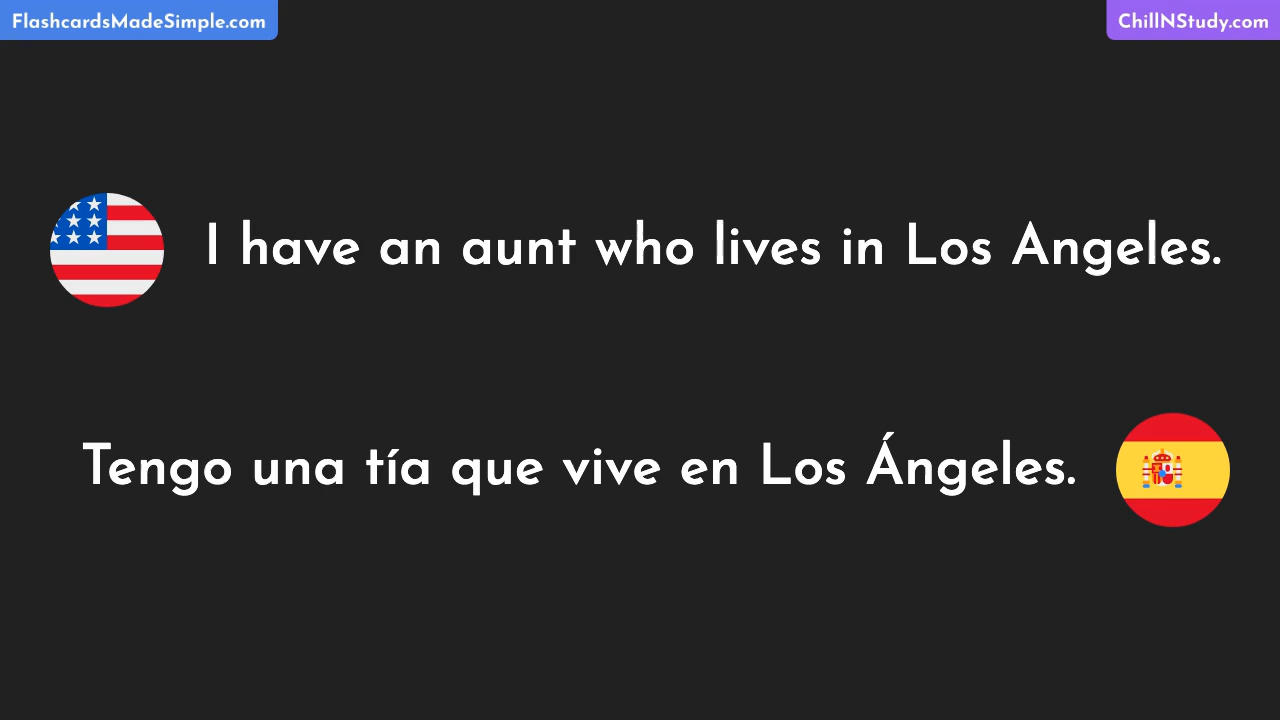 FlashcardsMadeSimple.com
ChillNStudy.com
I have an aunt who lives in Los Angeles.
Tengo una tía que vive en Los Ángeles.